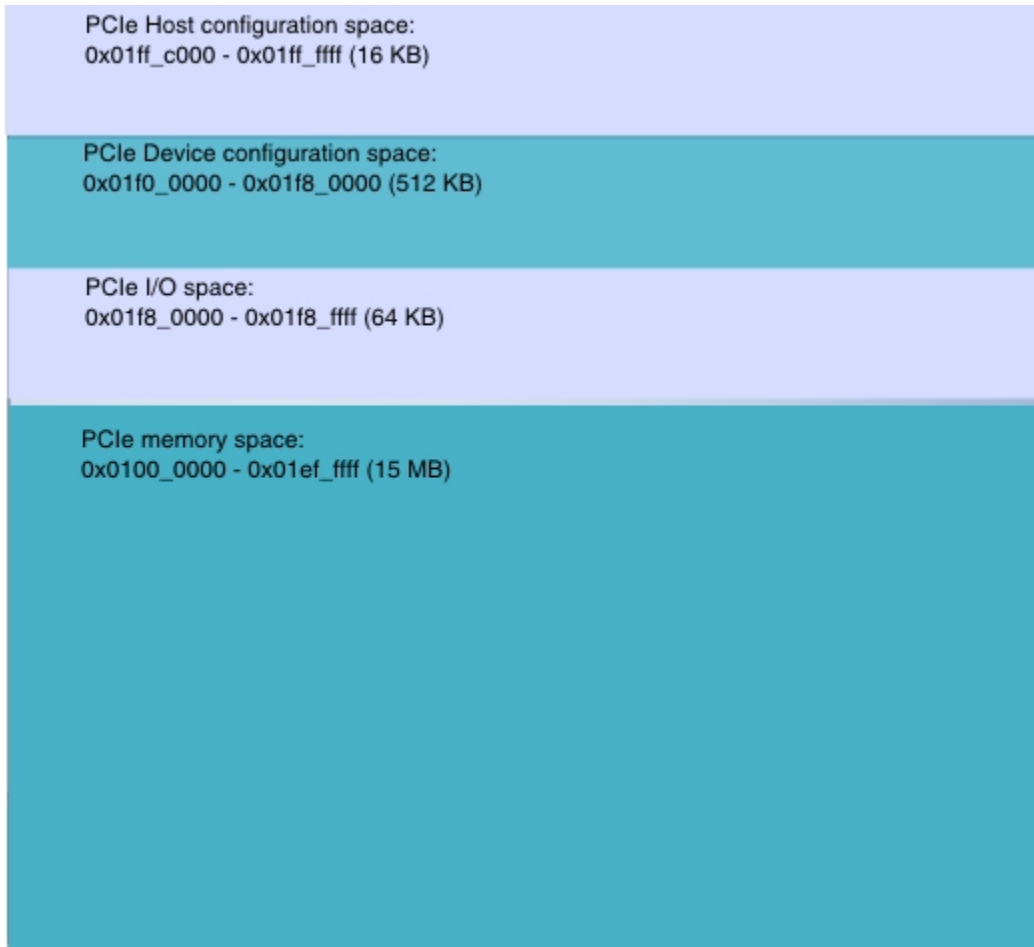 PCIe Host configuration space:
0x01ff_c000 - 0x01ff_ffff (16 KB)
PCIe Device configuration space:
0x01f0_0000 - 0x01f8_0000 (512 KB)
PCIe I/O space:
0x01f8_0000 - 0x01f8_ffff (64 KB)
PCIe memory space:
0x0100_0000 - 0x01ef_ffff (15 MB)